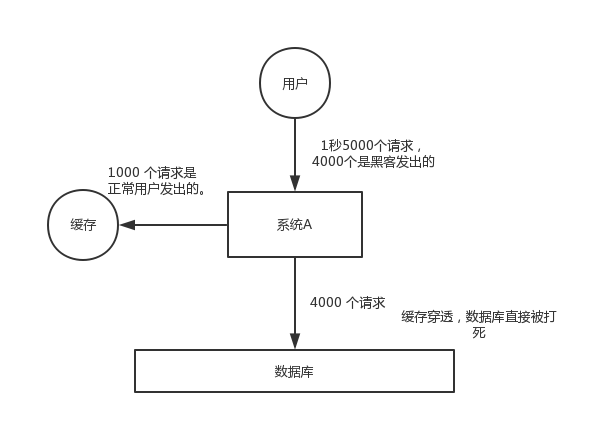 用户
1秒5000个请求，
4000个是黑客发出的
1000 个请求是
正常用户发出的。
缓存
系统A
4000 个请求
缓存穿透，数据库直接被打
死
数据库